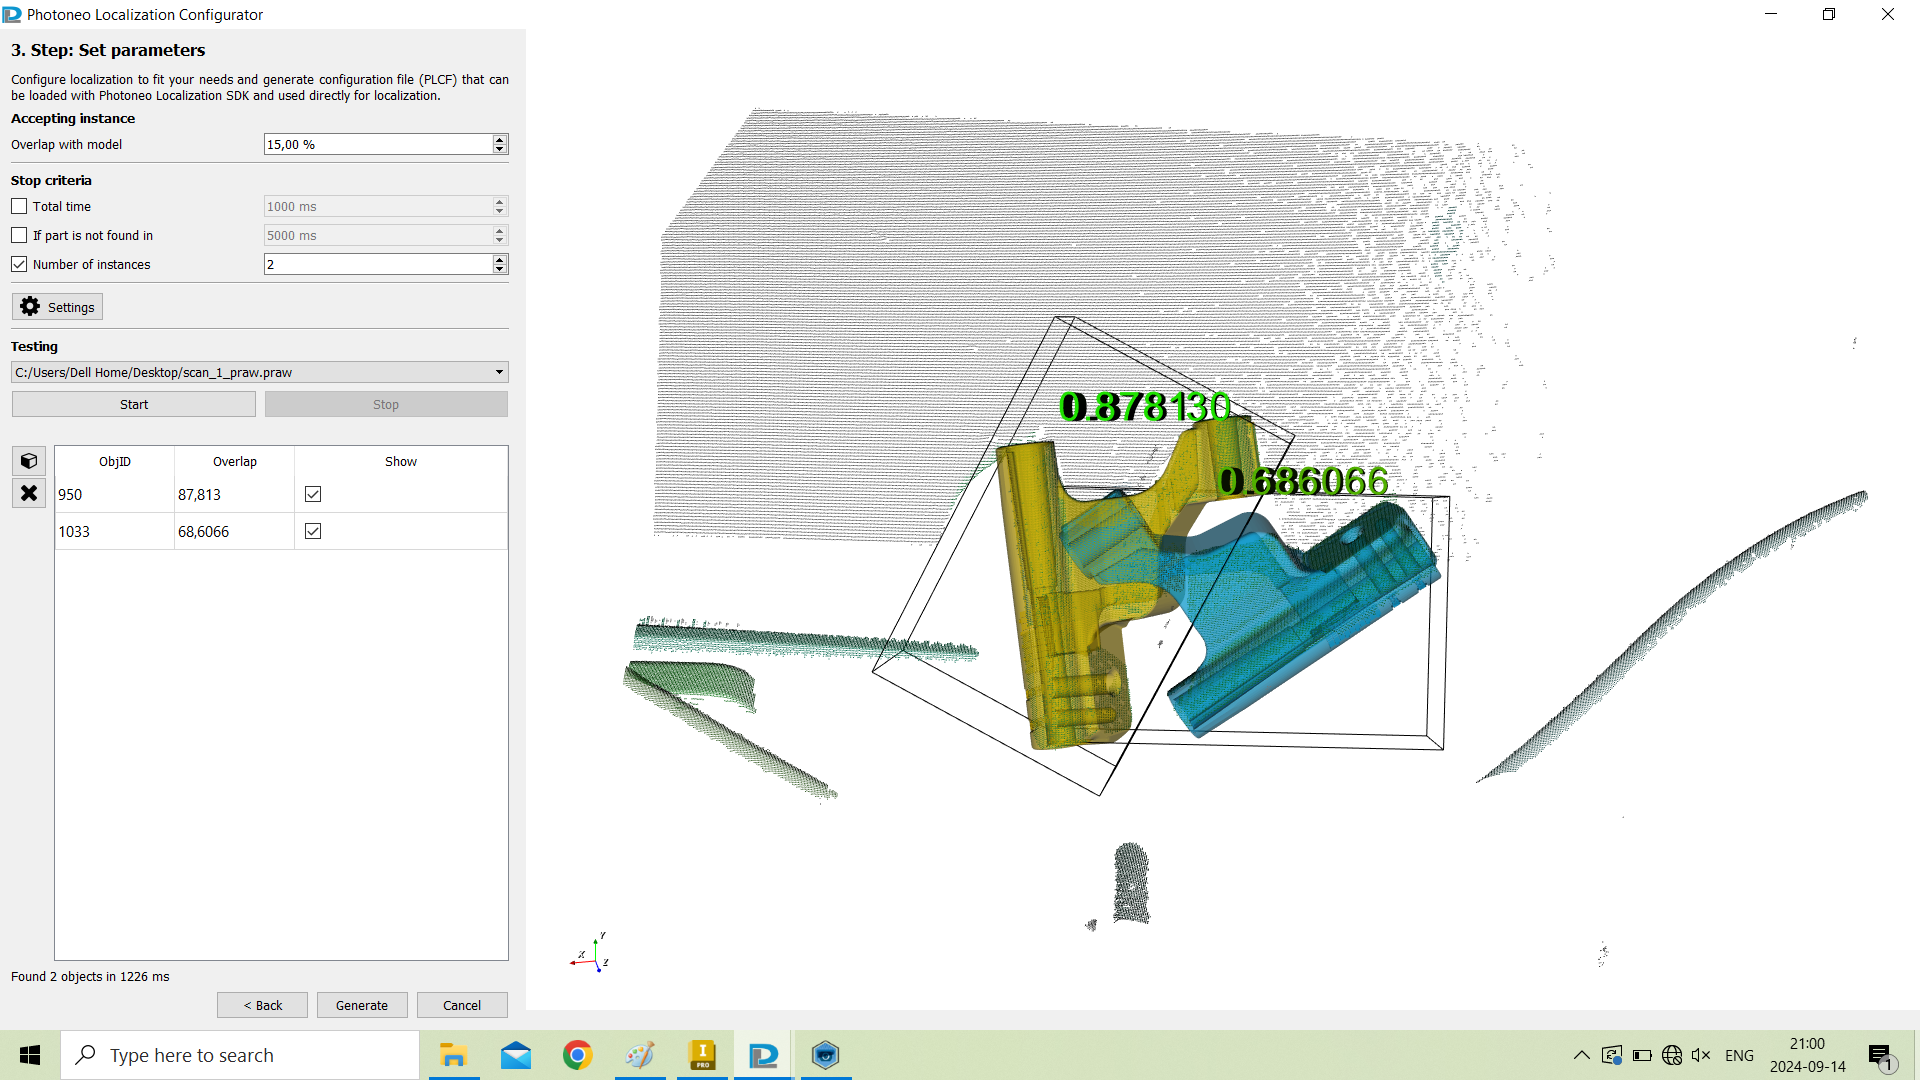 Photoneo Localization Configurator
3. Step: Set parameters
Configure localization to fit your needs and generate configuration file (PLCF) that can
be loaded with Photoneo Localization SDK and used directly for localization.
Accepting instance
Overlap with model
15,00 %
Stop criteria
Total time
1000 ms
If part is not found in
5000 ms
Number of instances
2
Settings
Testing
C:/Users/Dell Home/Desktop/scan_1_praw.praw
Start
Stop
ObjID
Overlap
Show
950
87,813
1033
68,6066
Found 2 objects in 1226 ms
< Back
Generate
Cancel
0.878130
0.686066
Y
X
Z
Type here to search
I
PRO
ENG
21:00
2024-09-14
1